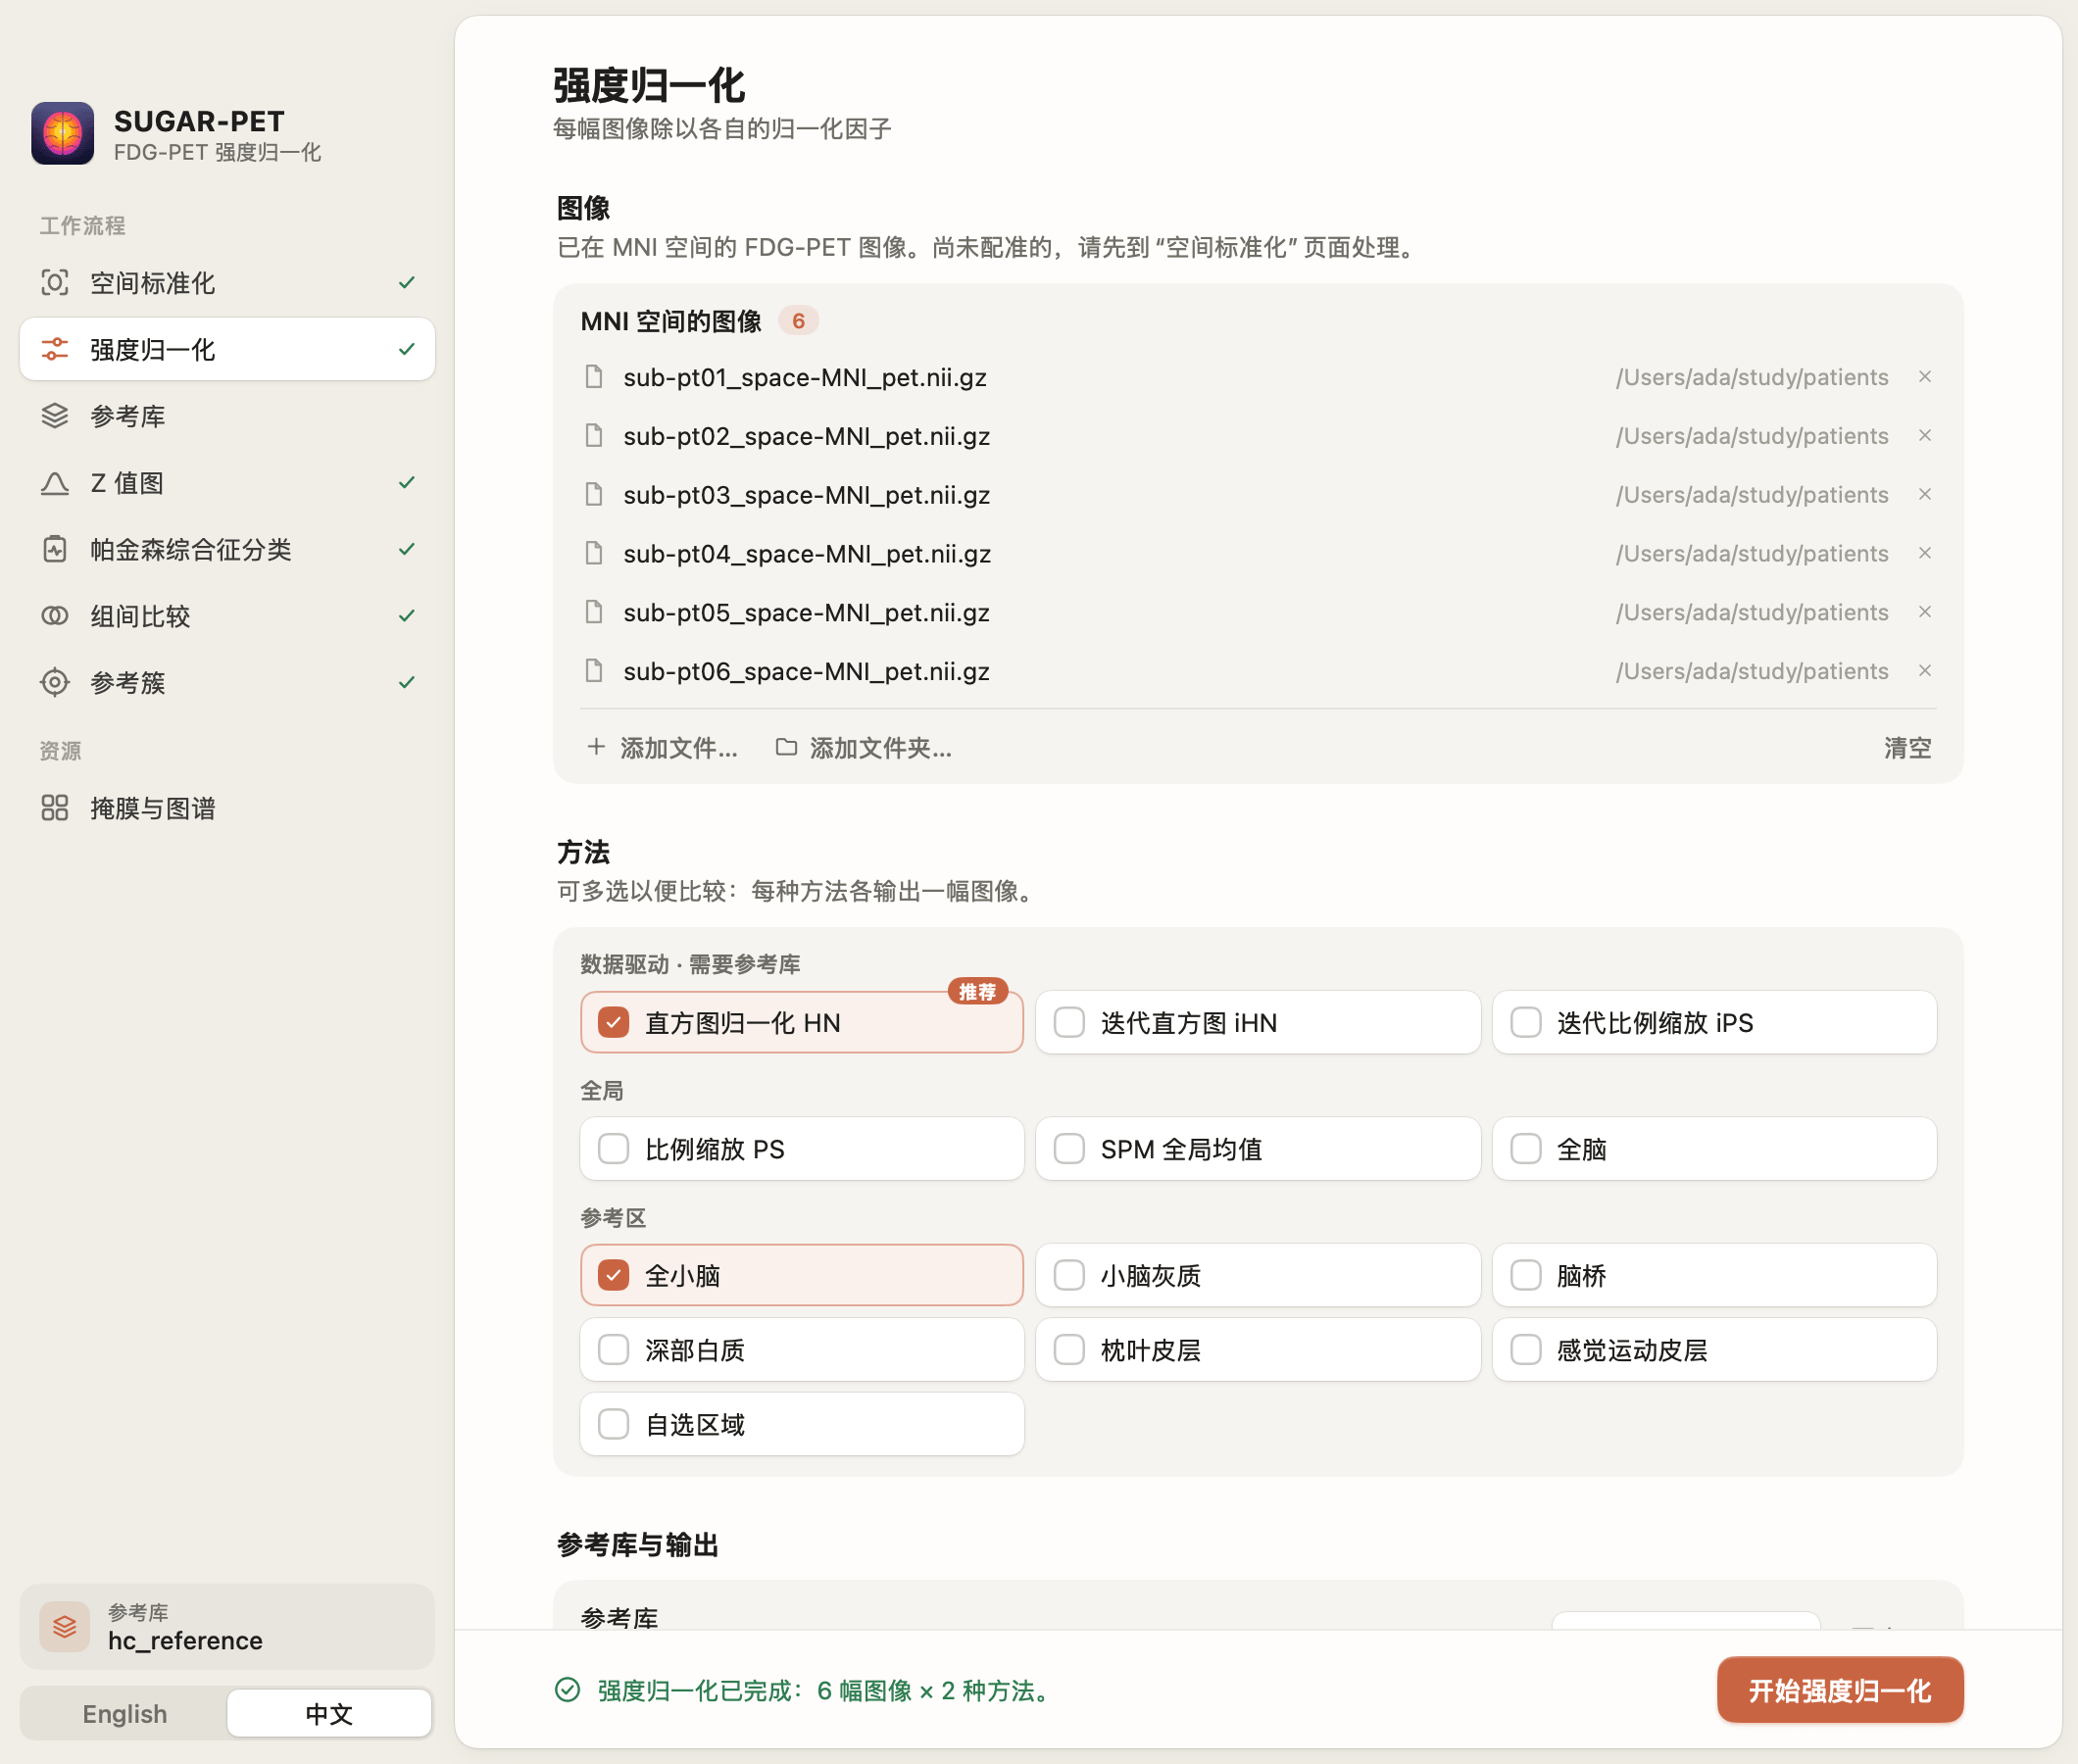 SUGAR-PET
FDG-PET 强度归一化
工作流程
空间标准化
强度归一化
参考库
Z 值图
帕金森综合征分类
组间比较
参考簇
资源
掩膜与图谱
参考库
hc_reference
English
中文
强度归一化
每幅图像除以各自的归一化因子
图像
已在 MNI 空间的 FDG-PET 图像。尚未配准的，请先到 “空间标准化” 页面处理。
MNI 空间的图像 6
sub-pt01_space-MNI_pet.nii.gz /Users/ada/study/patients
sub-pt02_space-MNI_pet.nii.gz /Users/ada/study/patients
sub-pt03_space-MNI_pet.nii.gz /Users/ada/study/patients
sub-pt04_space-MNI_pet.nii.gz /Users/ada/study/patients
sub-pt05_space-MNI_pet.nii.gz /Users/ada/study/patients
sub-pt06_space-MNI_pet.nii.gz /Users/ada/study/patients
添加文件... 添加文件夹... 清空
方法
可多选以便比较：每种方法各输出一幅图像。
数据驱动 · 需要参考库
推荐
直方图归一化 HN 迭代直方图 iHN 迭代比例缩放 iPS
全局
比例缩放 PS SPM 全局均值 全脑
参考区
全小脑 小脑灰质 脑桥
深部白质 枕叶皮层 感觉运动皮层
自选区域
参考库与输出
参考库
强度归一化已完成：6 幅图像 × 2 种方法。
开始强度归一化